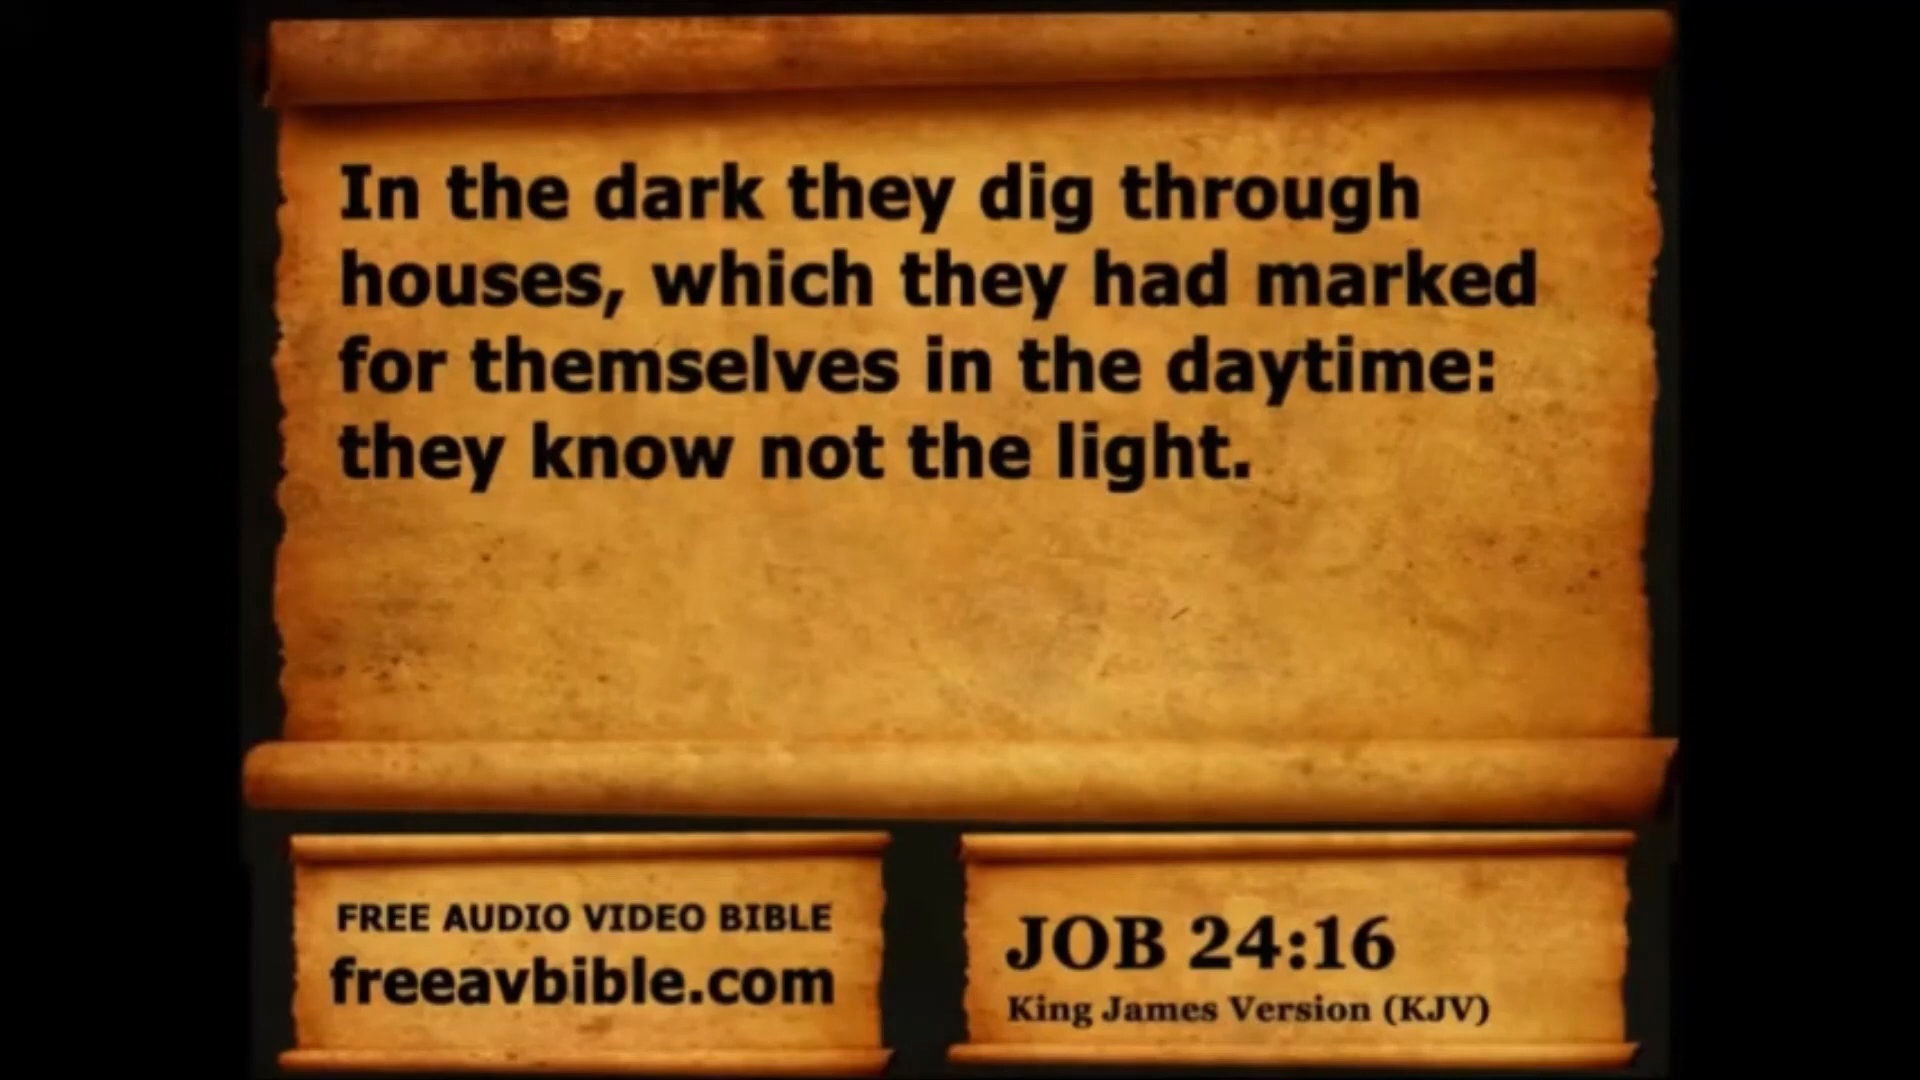 In the dark they dig through
houses, which they had marked
for themselves in the daytime:
they know not the light.
FREE AUDIO VIDEO BIBLE
freeavbible.com
JOB 24:16
King James Version (KJV)